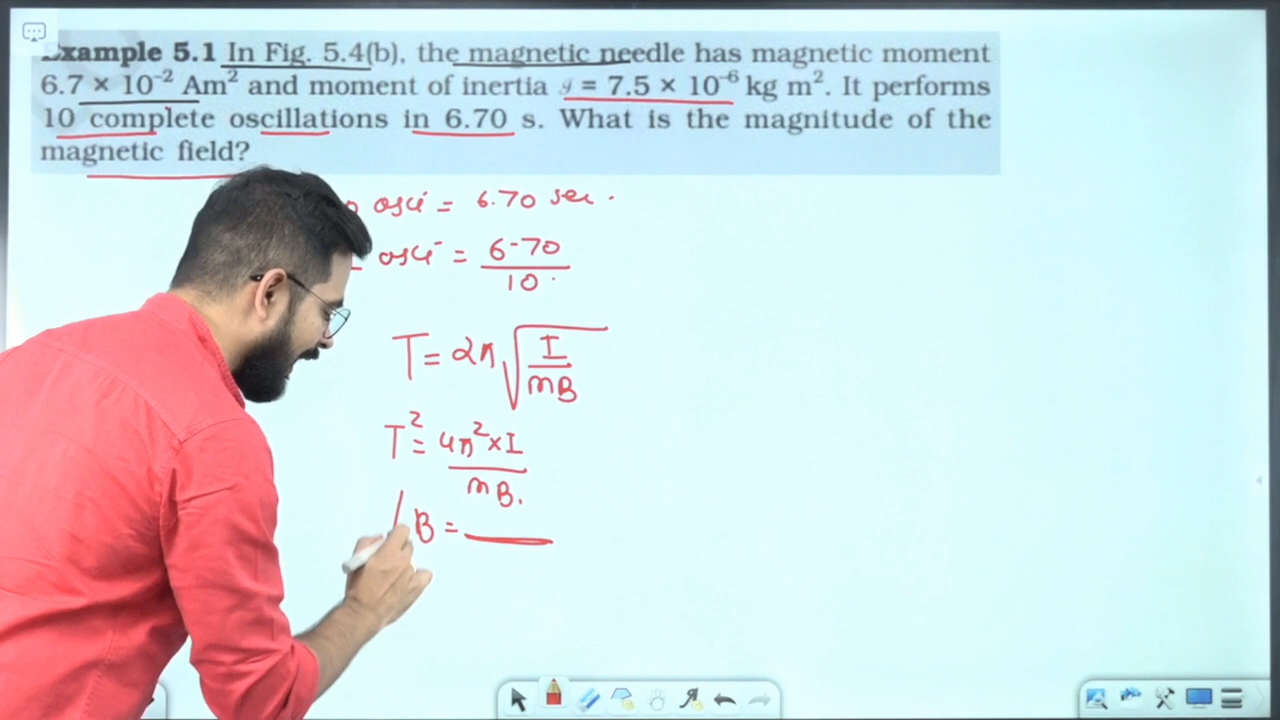 Example 5.1 In Fig. 5.4(b), the magnetic needle has magnetic moment
6.7 × 10⁻² Am² and moment of inertia 𝓘 = 7.5 × 10⁻⁶ kg m². It performs
10 complete oscillations in 6.70 s. What is the magnitude of the
magnetic field?
osci = 6.70 sec.
osci = 6.70 / 10
T = 2π √(I / mB)
T² = 4π² × I / mB.
B =